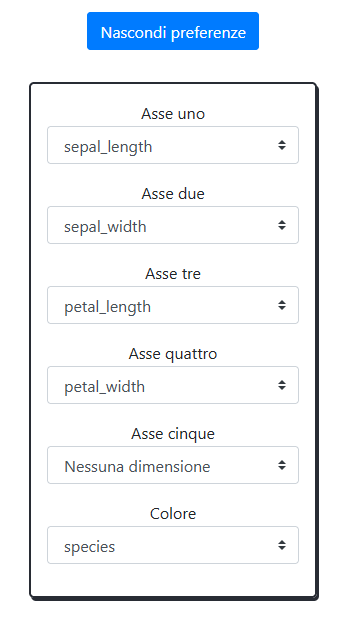 Nascondi preferenze
Asse uno
sepal_length
Asse due
sepal_width
Asse tre
petal_length
Asse quattro
petal_width
Asse cinque
Nessuna dimensione
Colore
species